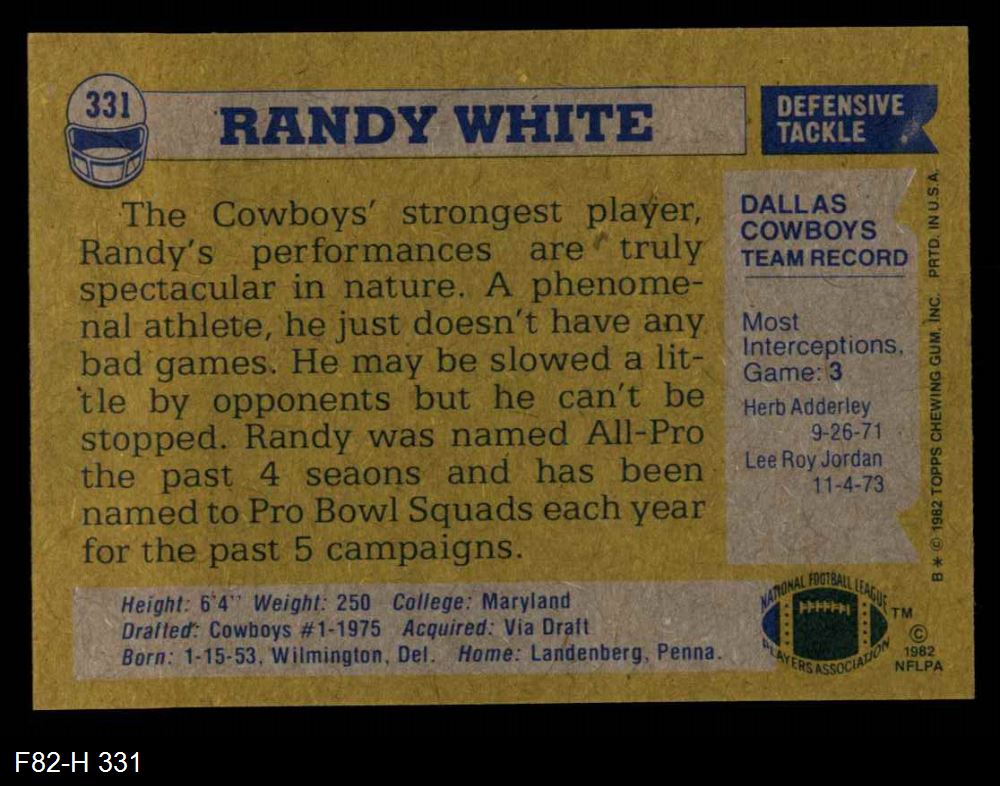 331
RANDY WHITE
DEFENSIVE
TACKLE
The Cowboys' strongest player,
Randy's performances are truly
spectacular in nature. A phenome-
nal athlete, he just doesn't have any
bad games. He may be slowed a lit-
tle by opponents but he can't be
stopped. Randy was named All-Pro
the past 4 seaons and has been
named to Pro Bowl Squads each year
for the past 5 campaigns.
DALLAS
COWBOYS
TEAM RECORD
Most
Interceptions,
Game: 3
Herb Adderley
9-26-71
Lee Roy Jordan
11-4-73
B * © 1982 TOPPS CHEWING GUM, INC. PRTD. IN U.S.A.
Height: 6'4" Weight: 250 College: Maryland
Drafted: Cowboys #1-1975 Acquired: Via Draft
Born: 1-15-53, Wilmington, Del. Home: Landenberg, Penna.
NATIONAL FOOTBALL LEAGUE
PLAYERS ASSOCIATION
TM
©
1982
NFLPA
F82-H 331